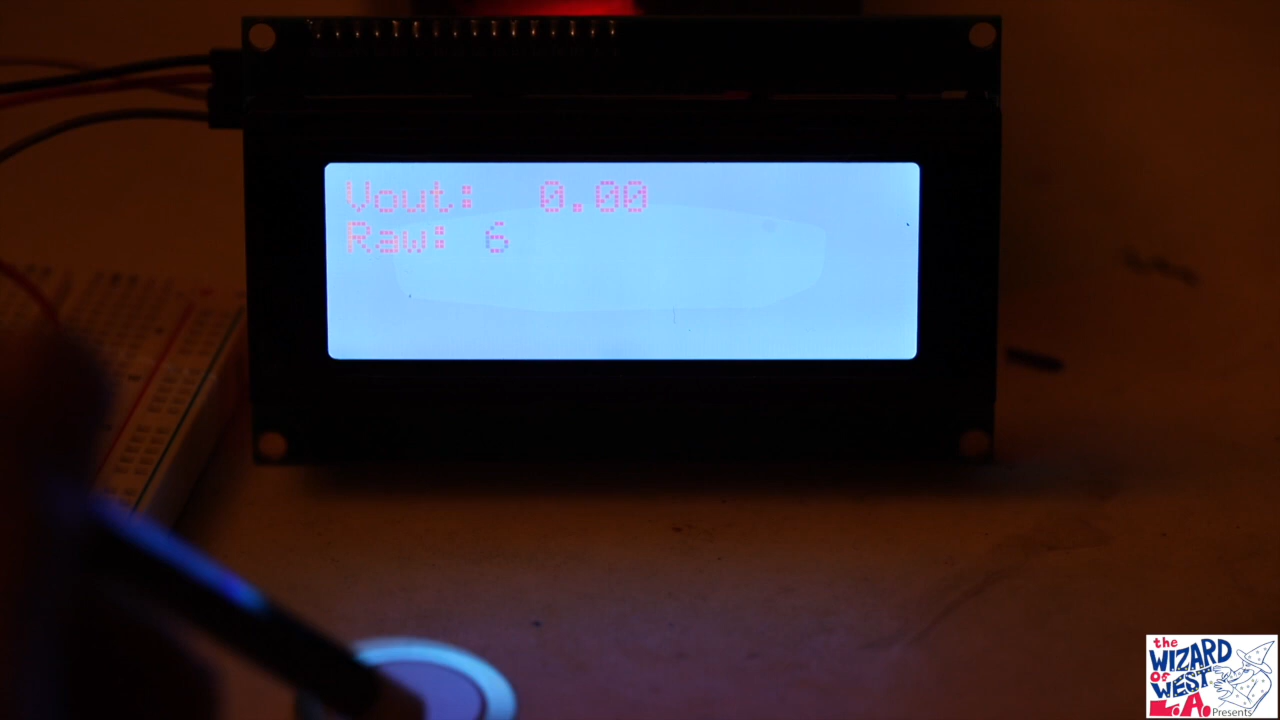 Vout: 0.00
Raw: 6
the
WIZARD
OF
WEST
L.A.
Presents